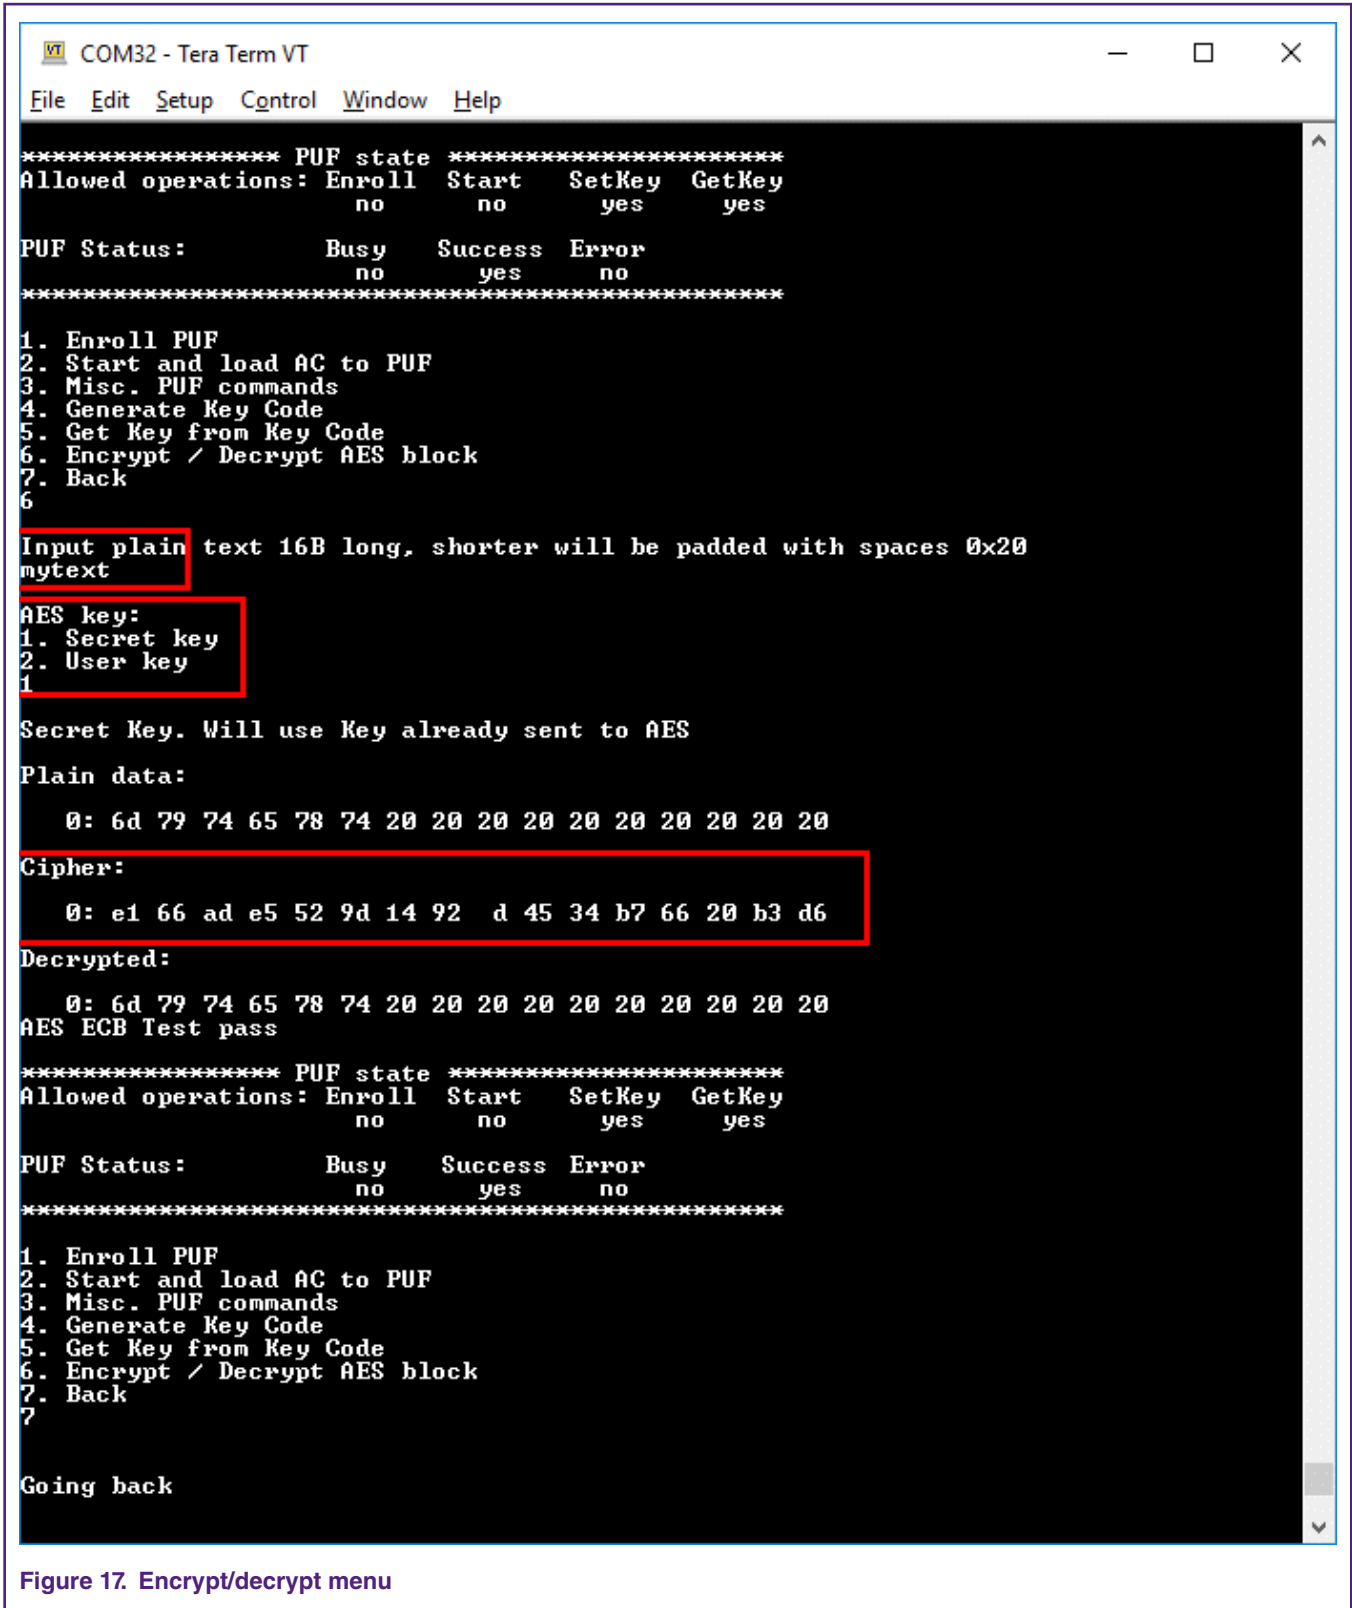 COM32 - Tera Term VT
File Edit Setup Control Window Help
***************** PUF state **********************
Allowed operations: Enroll Start SetKey GetKey
no no yes yes
PUF Status: Busy Success Error
no yes no
**************************************************
1. Enroll PUF
2. Start and load AC to PUF
3. Misc. PUF commands
4. Generate Key Code
5. Get Key from Key Code
6. Encrypt / Decrypt AES block
7. Back
6
Input plain text 16B long, shorter will be padded with spaces 0x20
mytext
AES key:
1. Secret key
2. User key
1
Secret Key. Will use Key already sent to AES
Plain data:
0: 6d 79 74 65 78 74 20 20 20 20 20 20 20 20 20 20
Cipher:
0: e1 66 ad e5 52 9d 14 92 d 45 34 b7 66 20 b3 d6
Decrypted:
0: 6d 79 74 65 78 74 20 20 20 20 20 20 20 20 20 20
AES ECB Test pass
***************** PUF state **********************
Allowed operations: Enroll Start SetKey GetKey
no no yes yes
PUF Status: Busy Success Error
no yes no
**************************************************
1. Enroll PUF
2. Start and load AC to PUF
3. Misc. PUF commands
4. Generate Key Code
5. Get Key from Key Code
6. Encrypt / Decrypt AES block
7. Back
7
Going back
Figure 17. Encrypt/decrypt menu